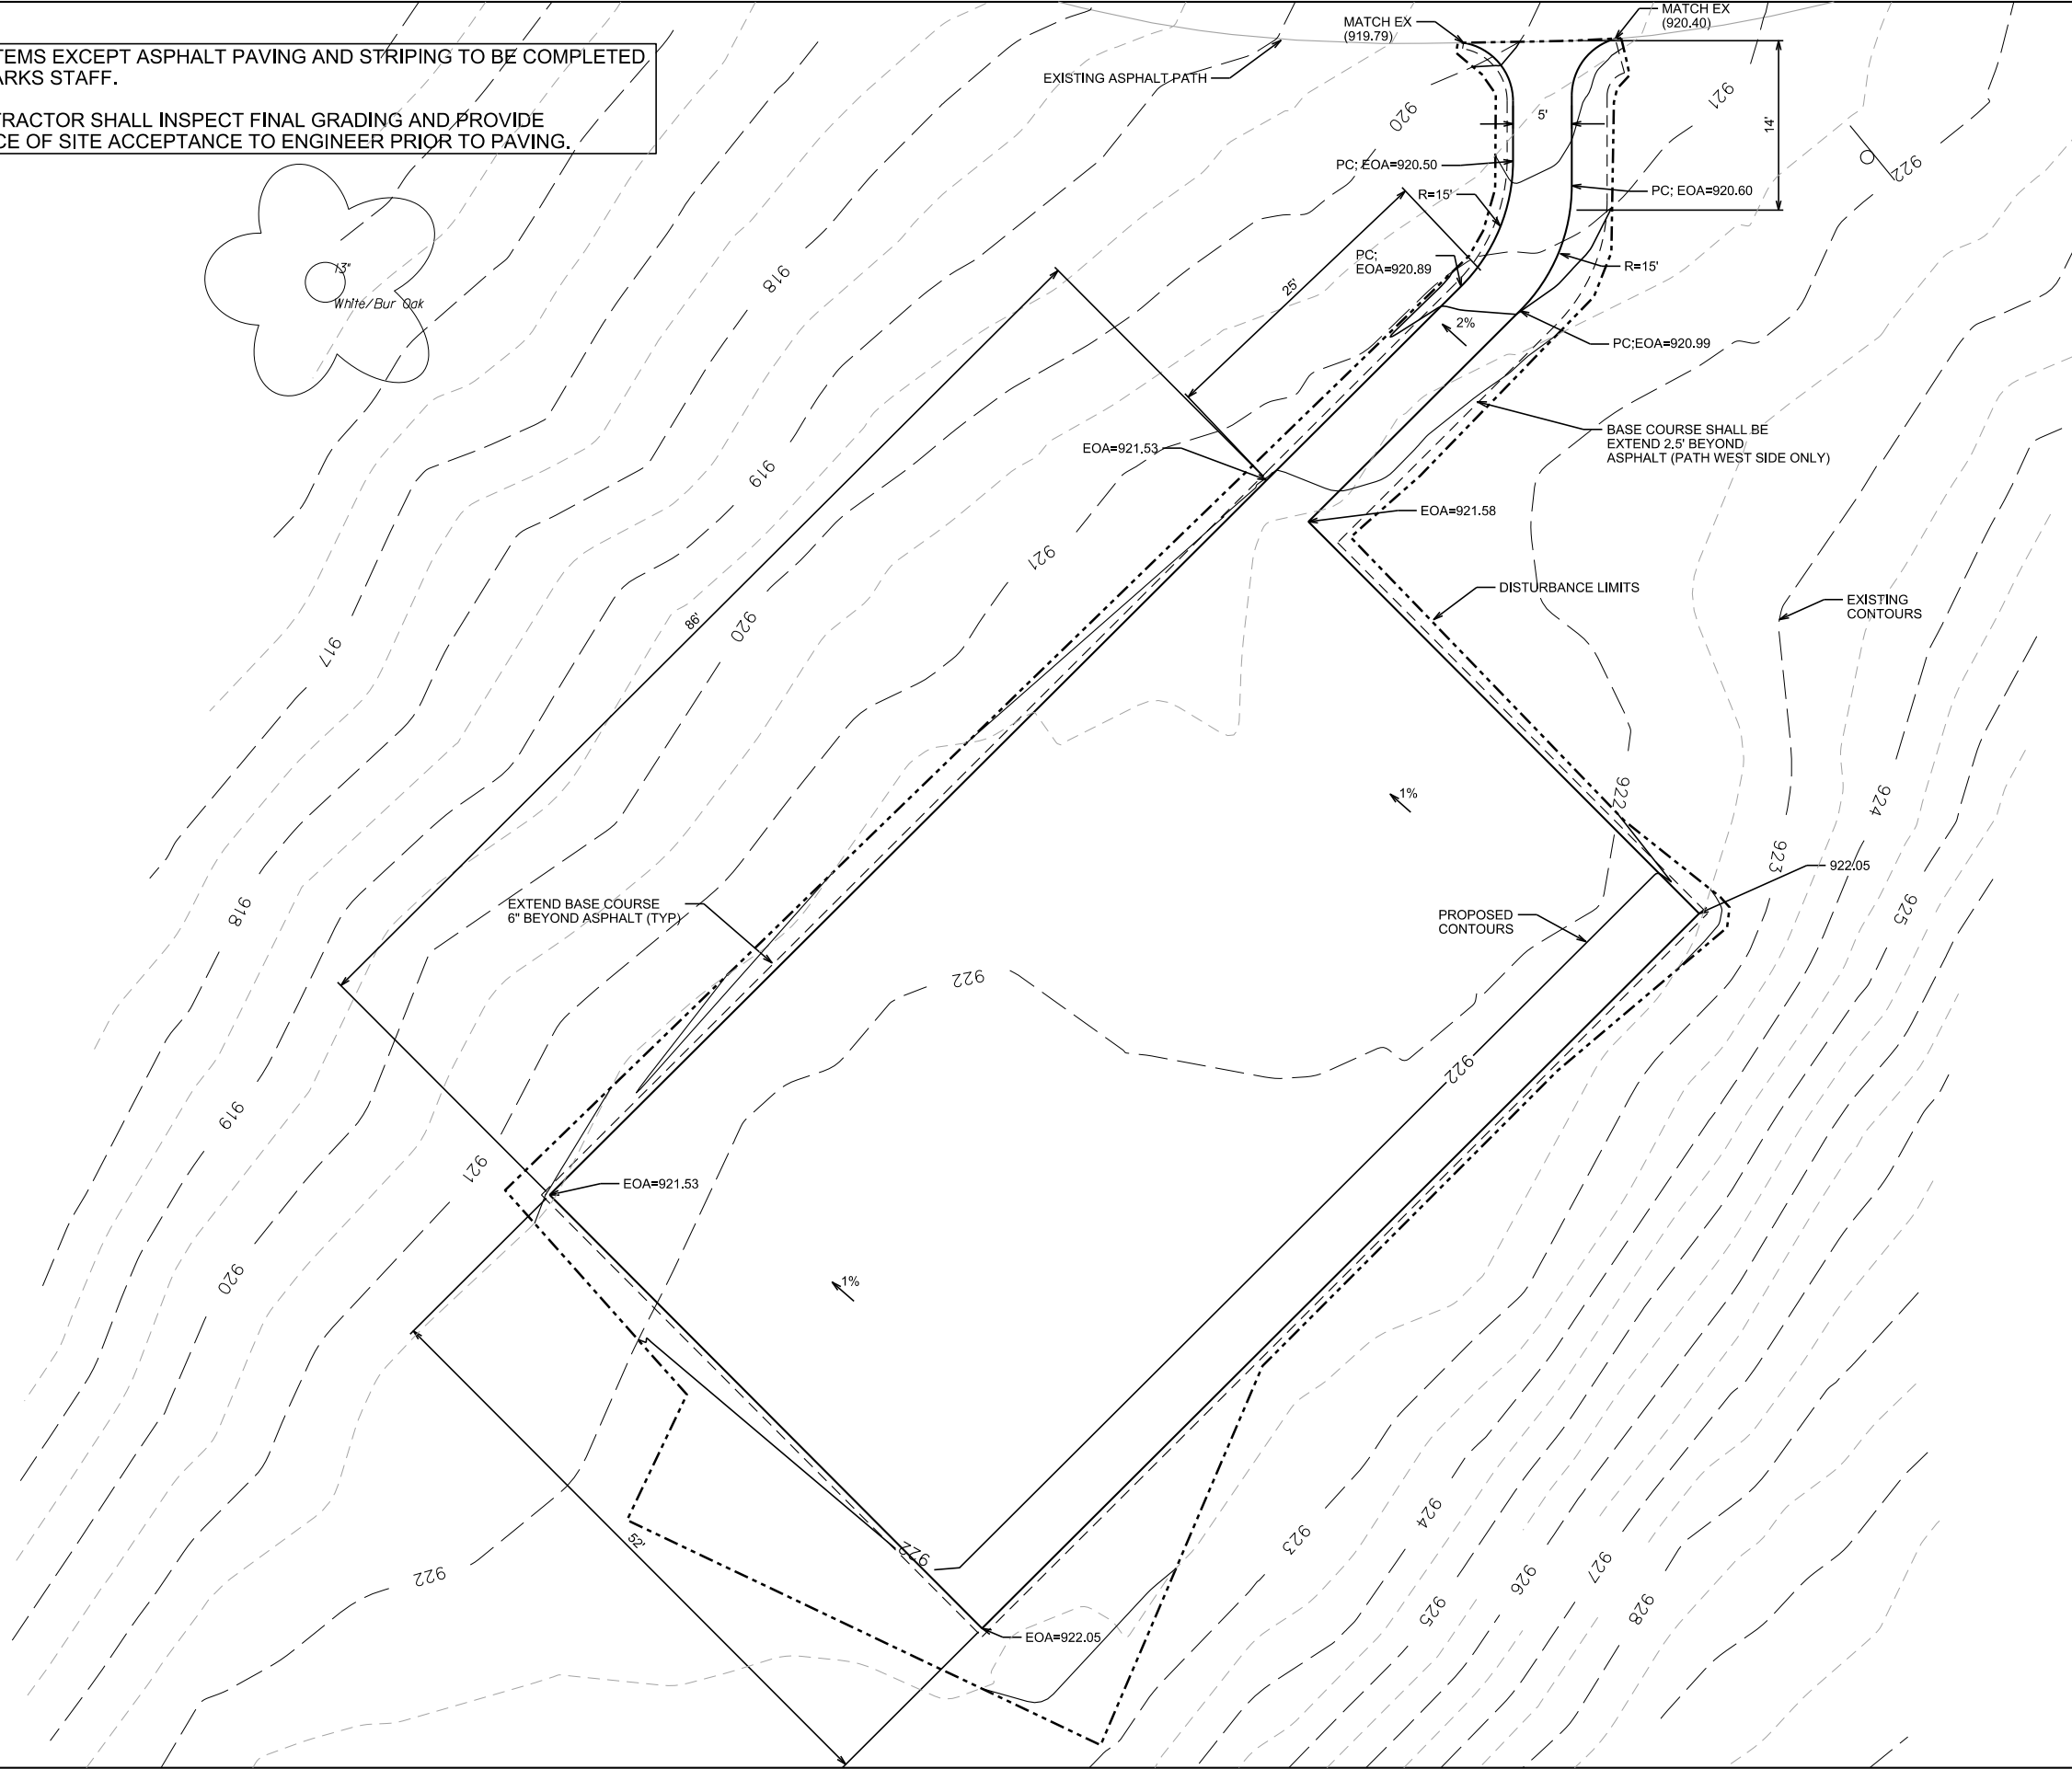 TEMS EXCEPT ASPHALT PAVING AND STRIPING TO BE COMPLETED
ARKS STAFF.
TRACTOR SHALL INSPECT FINAL GRADING AND PROVIDE
CE OF SITE ACCEPTANCE TO ENGINEER PRIOR TO PAVING.
MATCH EX
(919.79)
MATCH EX
(920.40)
EXISTING ASPHALT PATH
920
921
5'
14'
922
PC; EOA=920.50
PC; EOA=920.60
R=15'
PC;
EOA=920.89
R=15'
13"
White/Bur Oak
918
25'
2%
PC;EOA=920.99
BASE COURSE SHALL BE
EXTEND 2.5' BEYOND
ASPHALT (PATH WEST SIDE ONLY)
EOA=921.53
919
EOA=921.58
921
DISTURBANCE LIMITS
EXISTING
CONTOURS
86'
920
917
922
1%
924
923
922.05
EXTEND BASE COURSE
6" BEYOND ASPHALT (TYP)
918
PROPOSED
CONTOURS
925
922
922
919
921
EOA=921.53
920
1%
924
923
52'
922
922
926
927
925
928
EOA=922.05